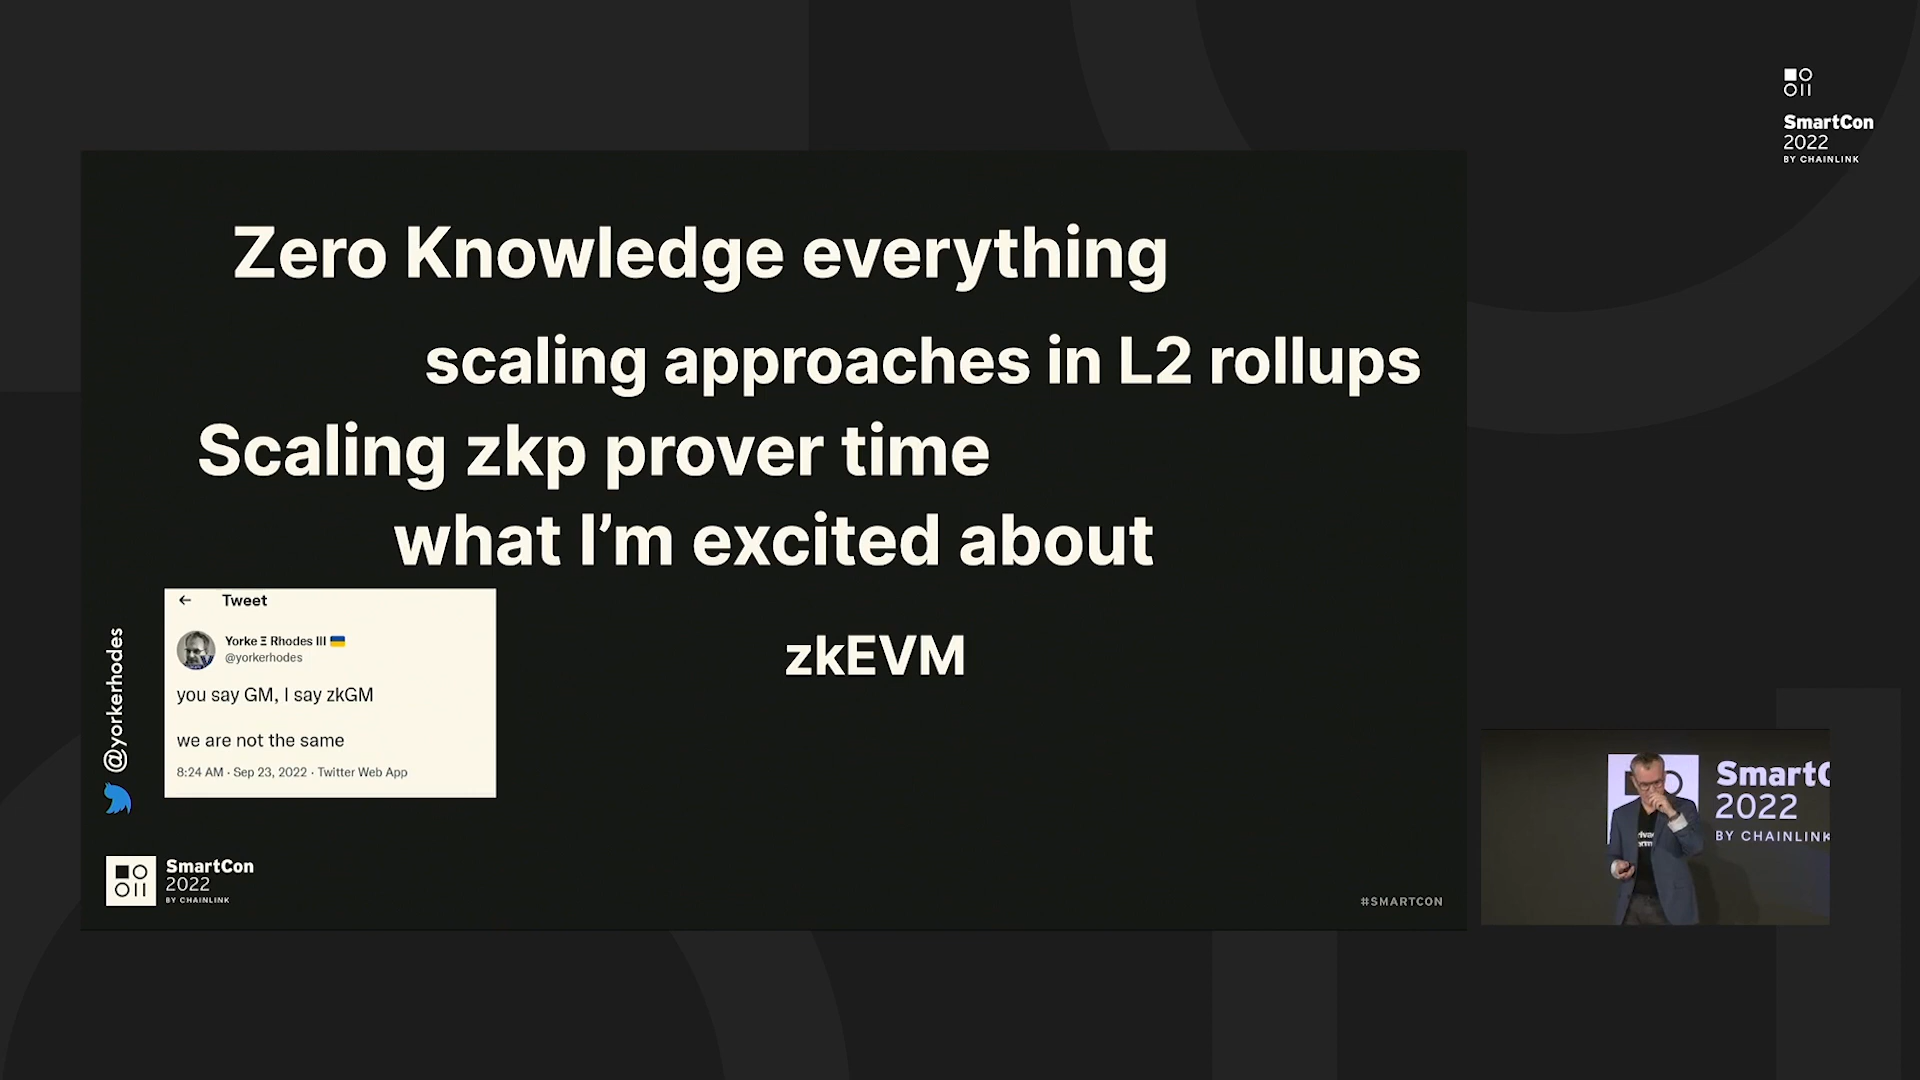 SmartCon
2022
BY CHAINLINK
Zero Knowledge everything
scaling approaches in L2 rollups
Scaling zkp prover time
what I’m excited about
zkEVM
@yorkerhodes
← Tweet
Yorke Ξ Rhodes III 🇺🇦
@yorkerhodes
you say GM, I say zkGM
we are not the same
8:24 AM · Sep 23, 2022 · Twitter Web App
SmartCon
2022
BY CHAINLINK
#SMARTCON
SmartC
2022
BY CHAINLINK